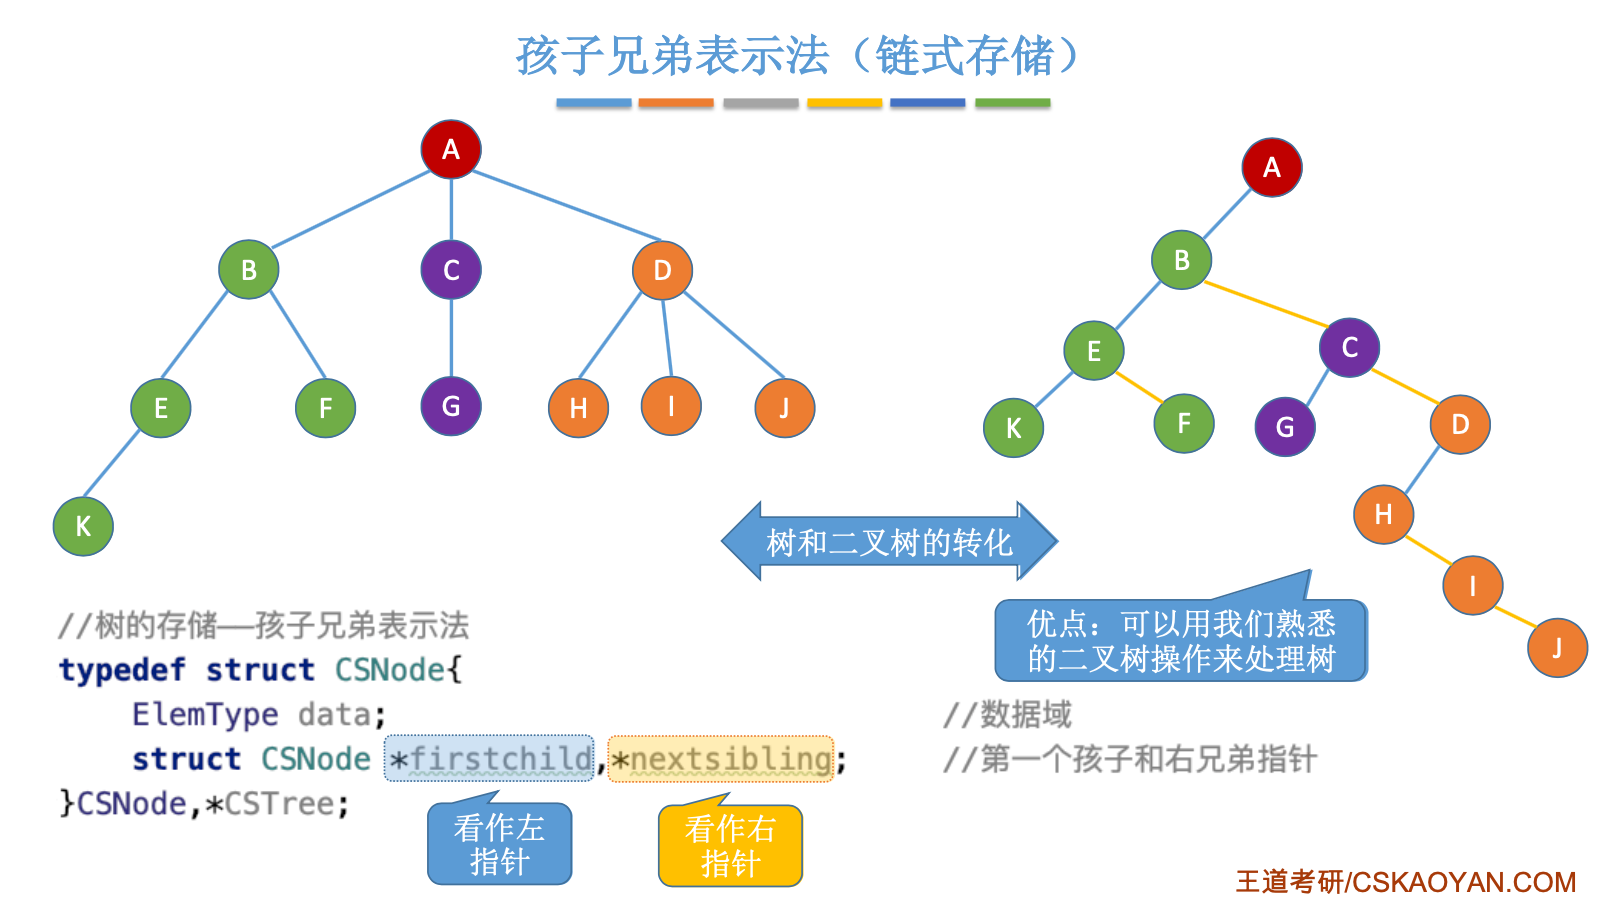 孩子兄弟表示法（链式存储）
A
B
C
D
E
F
G
H
I
J
K
A
B
C
D
E
F
G
H
I
J
K
树和二叉树的转化
优点：可以用我们熟悉
的二叉树操作来处理树
//树的存储——孩子兄弟表示法
typedef struct CSNode{
ElemType data; //数据域
struct CSNode *firstchild,*nextsibling; //第一个孩子和右兄弟指针
}CSNode,*CSTree;
看作左
指针
看作右
指针
王道考研/CSKAOYAN.COM